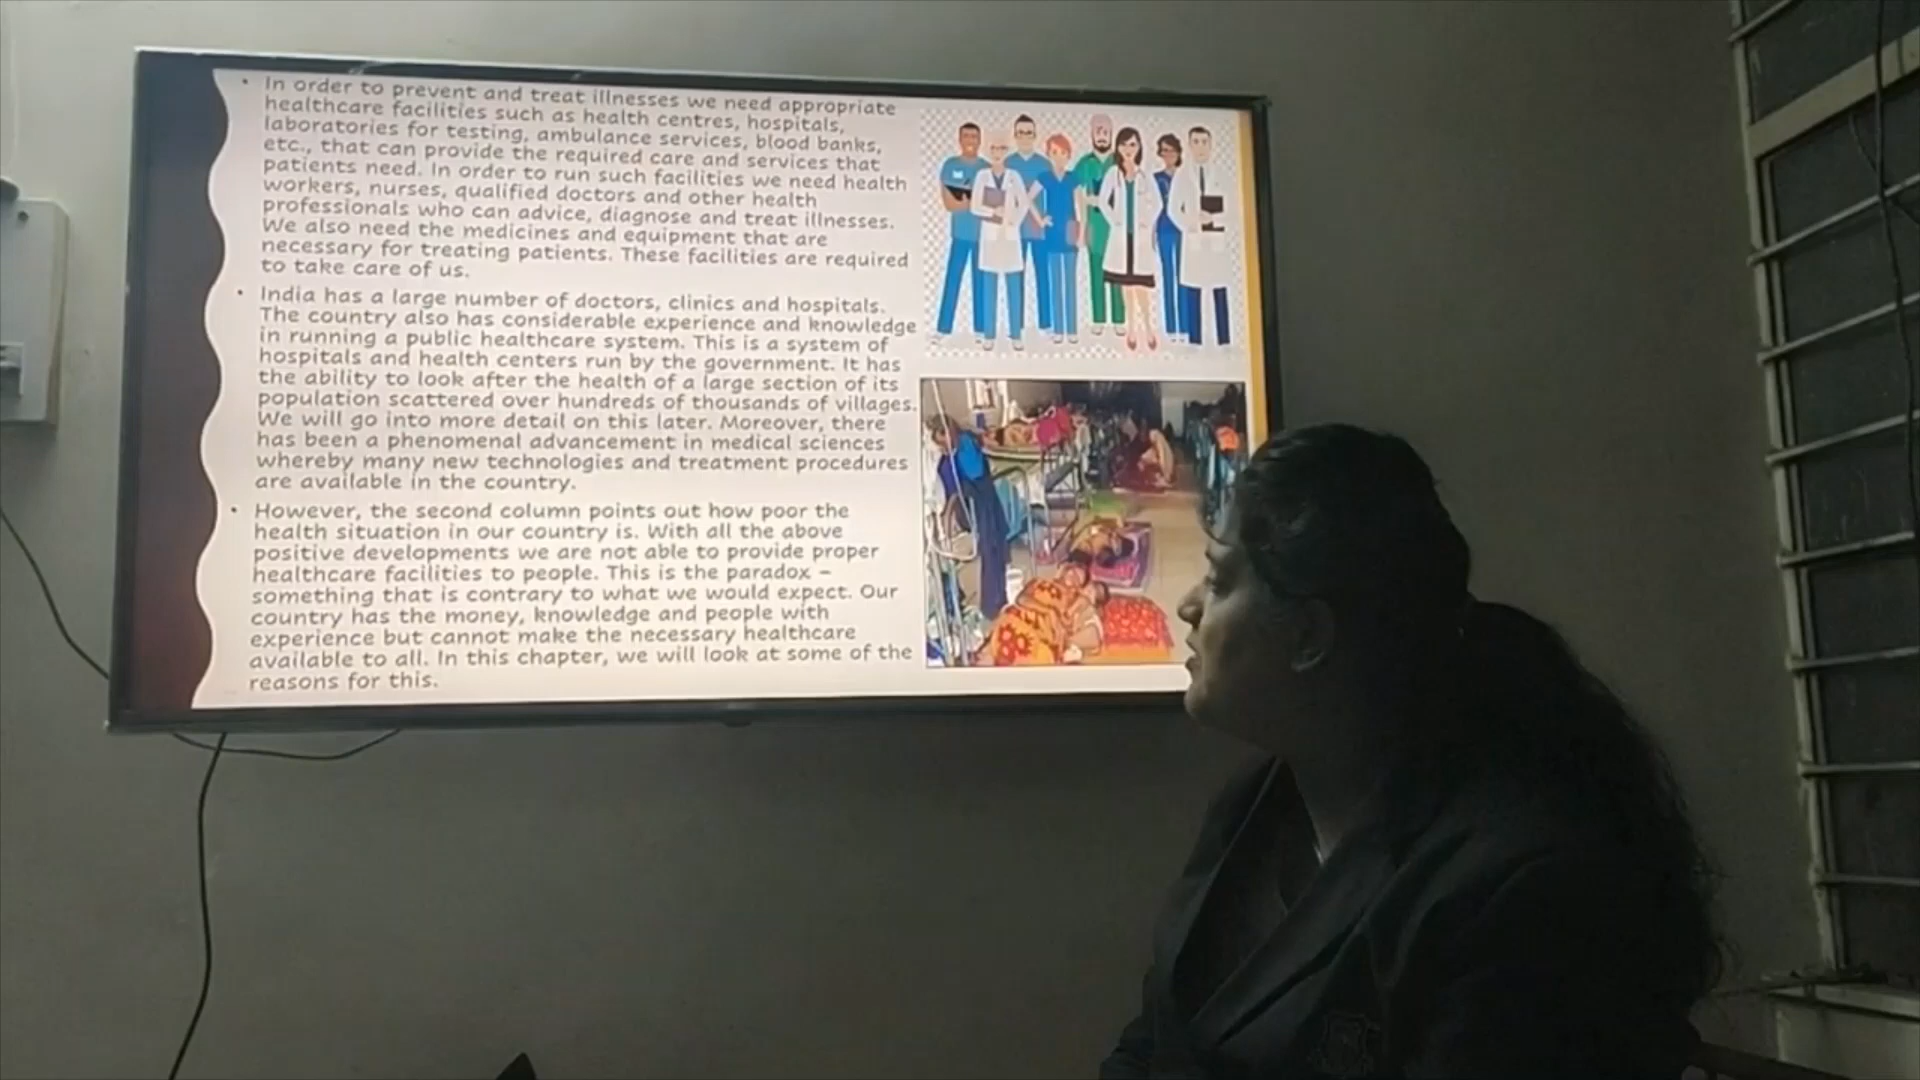 • In order to prevent and treat illnesses we need appropriate
healthcare facilities such as health centres, hospitals,
laboratories for testing, ambulance services, blood banks,
etc., that can provide the required care and services that
patients need. In order to run such facilities we need health
workers, nurses, qualified doctors and other health
professionals who can advice, diagnose and treat illnesses.
We also need the medicines and equipment that are
necessary for treating patients. These facilities are required
to take care of us.
• India has a large number of doctors, clinics and hospitals.
The country also has considerable experience and knowledge
in running a public healthcare system. This is a system of
hospitals and health centers run by the government. It has
the ability to look after the health of a large section of its
population scattered over hundreds of thousands of villages.
We will go into more detail on this later. Moreover, there
has been a phenomenal advancement in medical sciences
whereby many new technologies and treatment procedures
are available in the country.
• However, the second column points out how poor the
health situation in our country is. With all the above
positive developments we are not able to provide proper
healthcare facilities to people. This is the paradox –
something that is contrary to what we would expect. Our
country has the money, knowledge and people with
experience but cannot make the necessary healthcare
available to all. In this chapter, we will look at some of the
reasons for this.